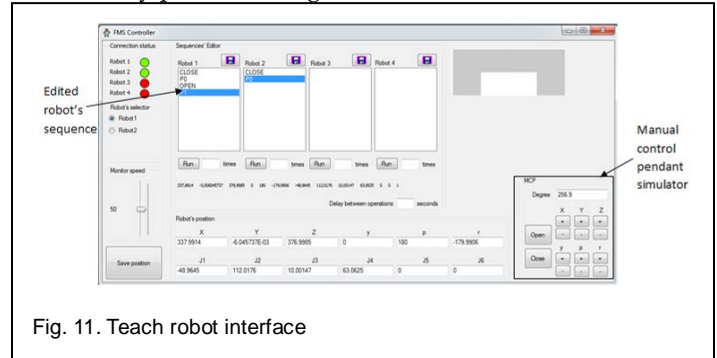 FMS Controller
Connection status
Robot 1
Robot 2
Robot 3
Robot 4
Robot's selector
Robot1
Robot2
Monitor speed
50
Save position
Sequences' Editor
Robot 1 Robot 2 Robot 3 Robot 4
CLOSE
P0
OPEN
CLOSE
Run times Run times Run times Run times
Delay between operations seconds
Robot's position
X Y Z y p r
337.9914 -6.045737E-03 376.9985 0 180 -179.9906
J1 J2 J3 J4 J5 J6
-48.9645 112.0176 10.00147 63.0625 0 0
MCP
Degree 256.9
X Y Z
+ + +
Open - - -
y p r
Close + + +
- - -
Edited
robot's
sequence
Manual
control
pendant
simulator
Fig. 11. Teach robot interface